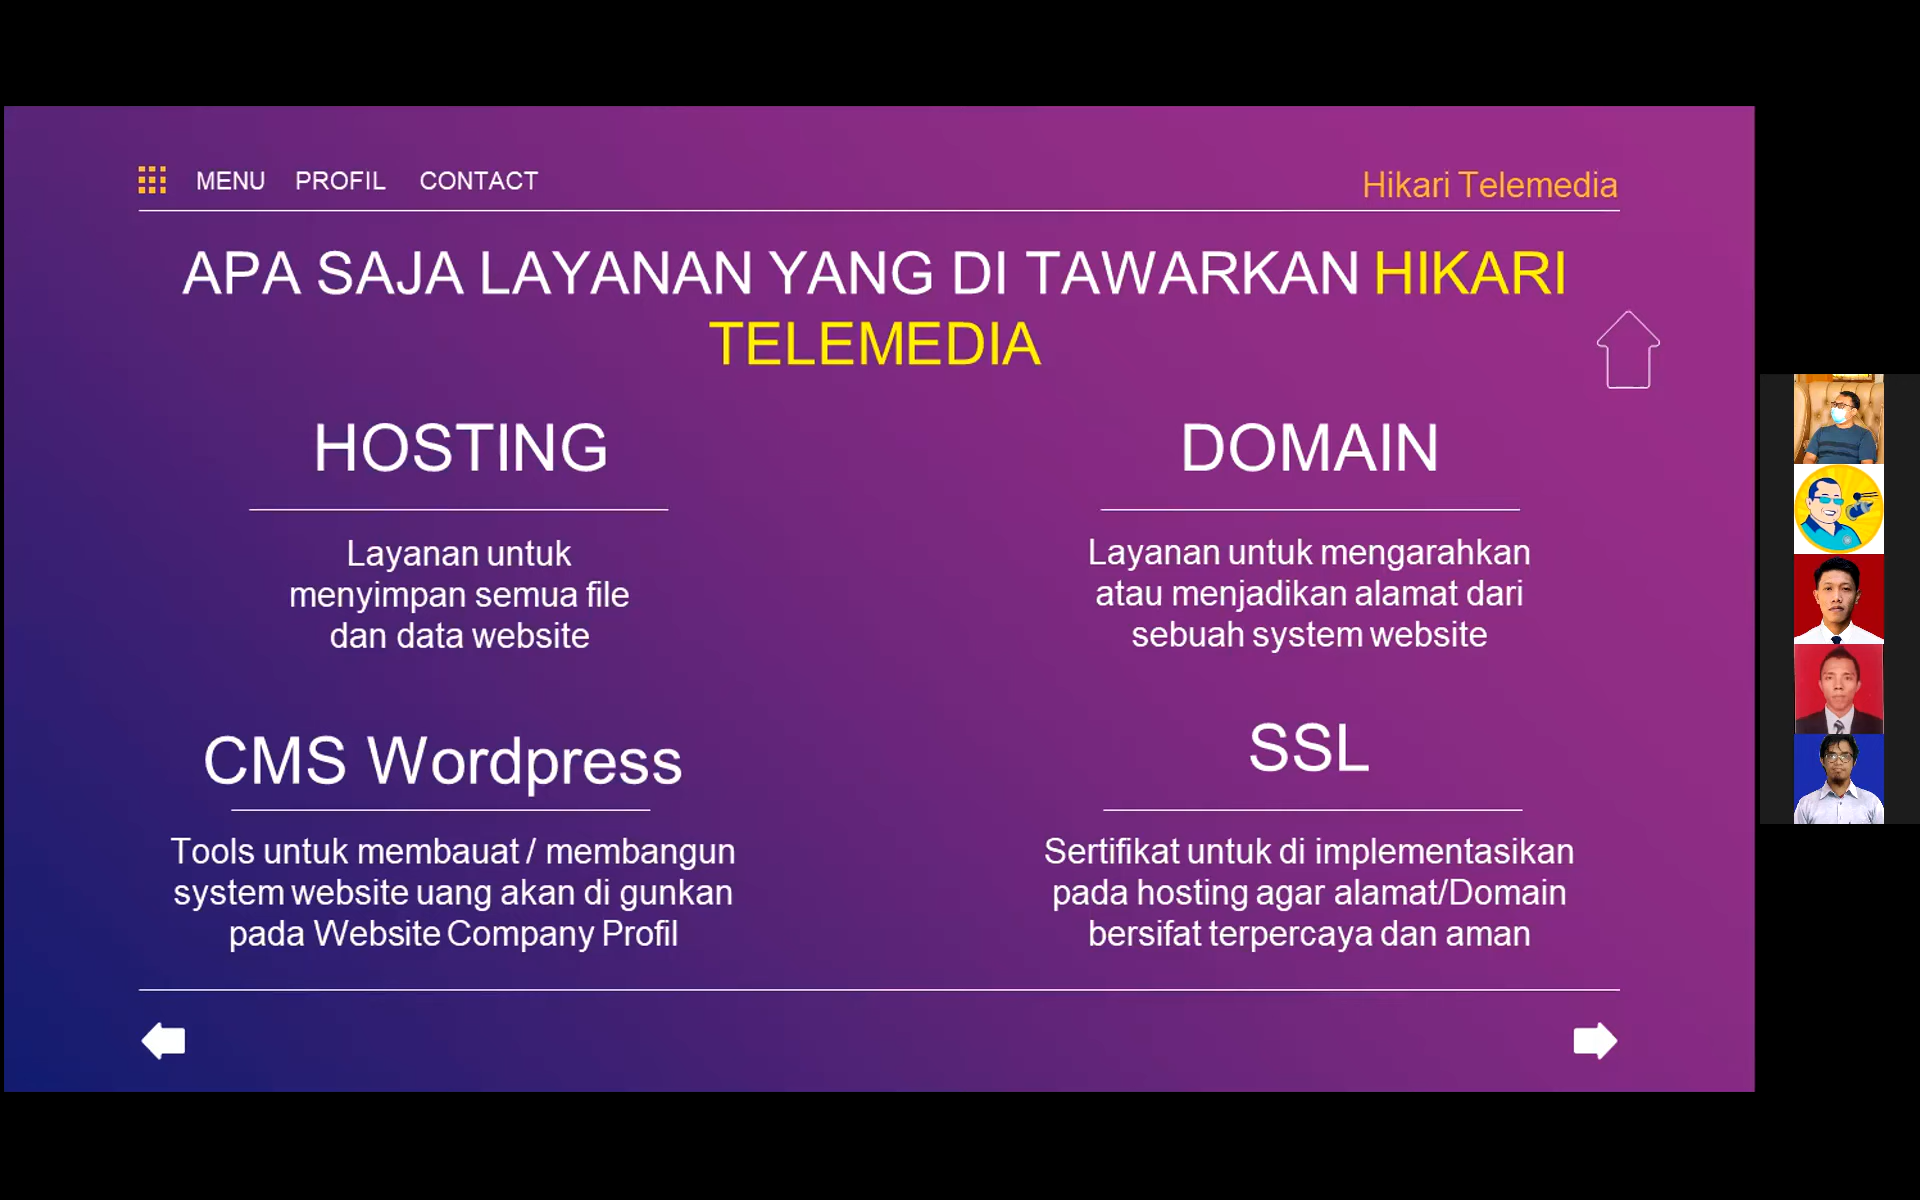 MENU PROFIL CONTACT
Hikari Telemedia
APA SAJA LAYANAN YANG DI TAWARKAN HIKARI
TELEMEDIA
HOSTING
Layanan untuk
menyimpan semua file
dan data website
DOMAIN
Layanan untuk mengarahkan
atau menjadikan alamat dari
sebuah system website
CMS Wordpress
Tools untuk membauat / membangun
system website uang akan di gunkan
pada Website Company Profil
SSL
Sertifikat untuk di implementasikan
pada hosting agar alamat/Domain
bersifat terpercaya dan aman